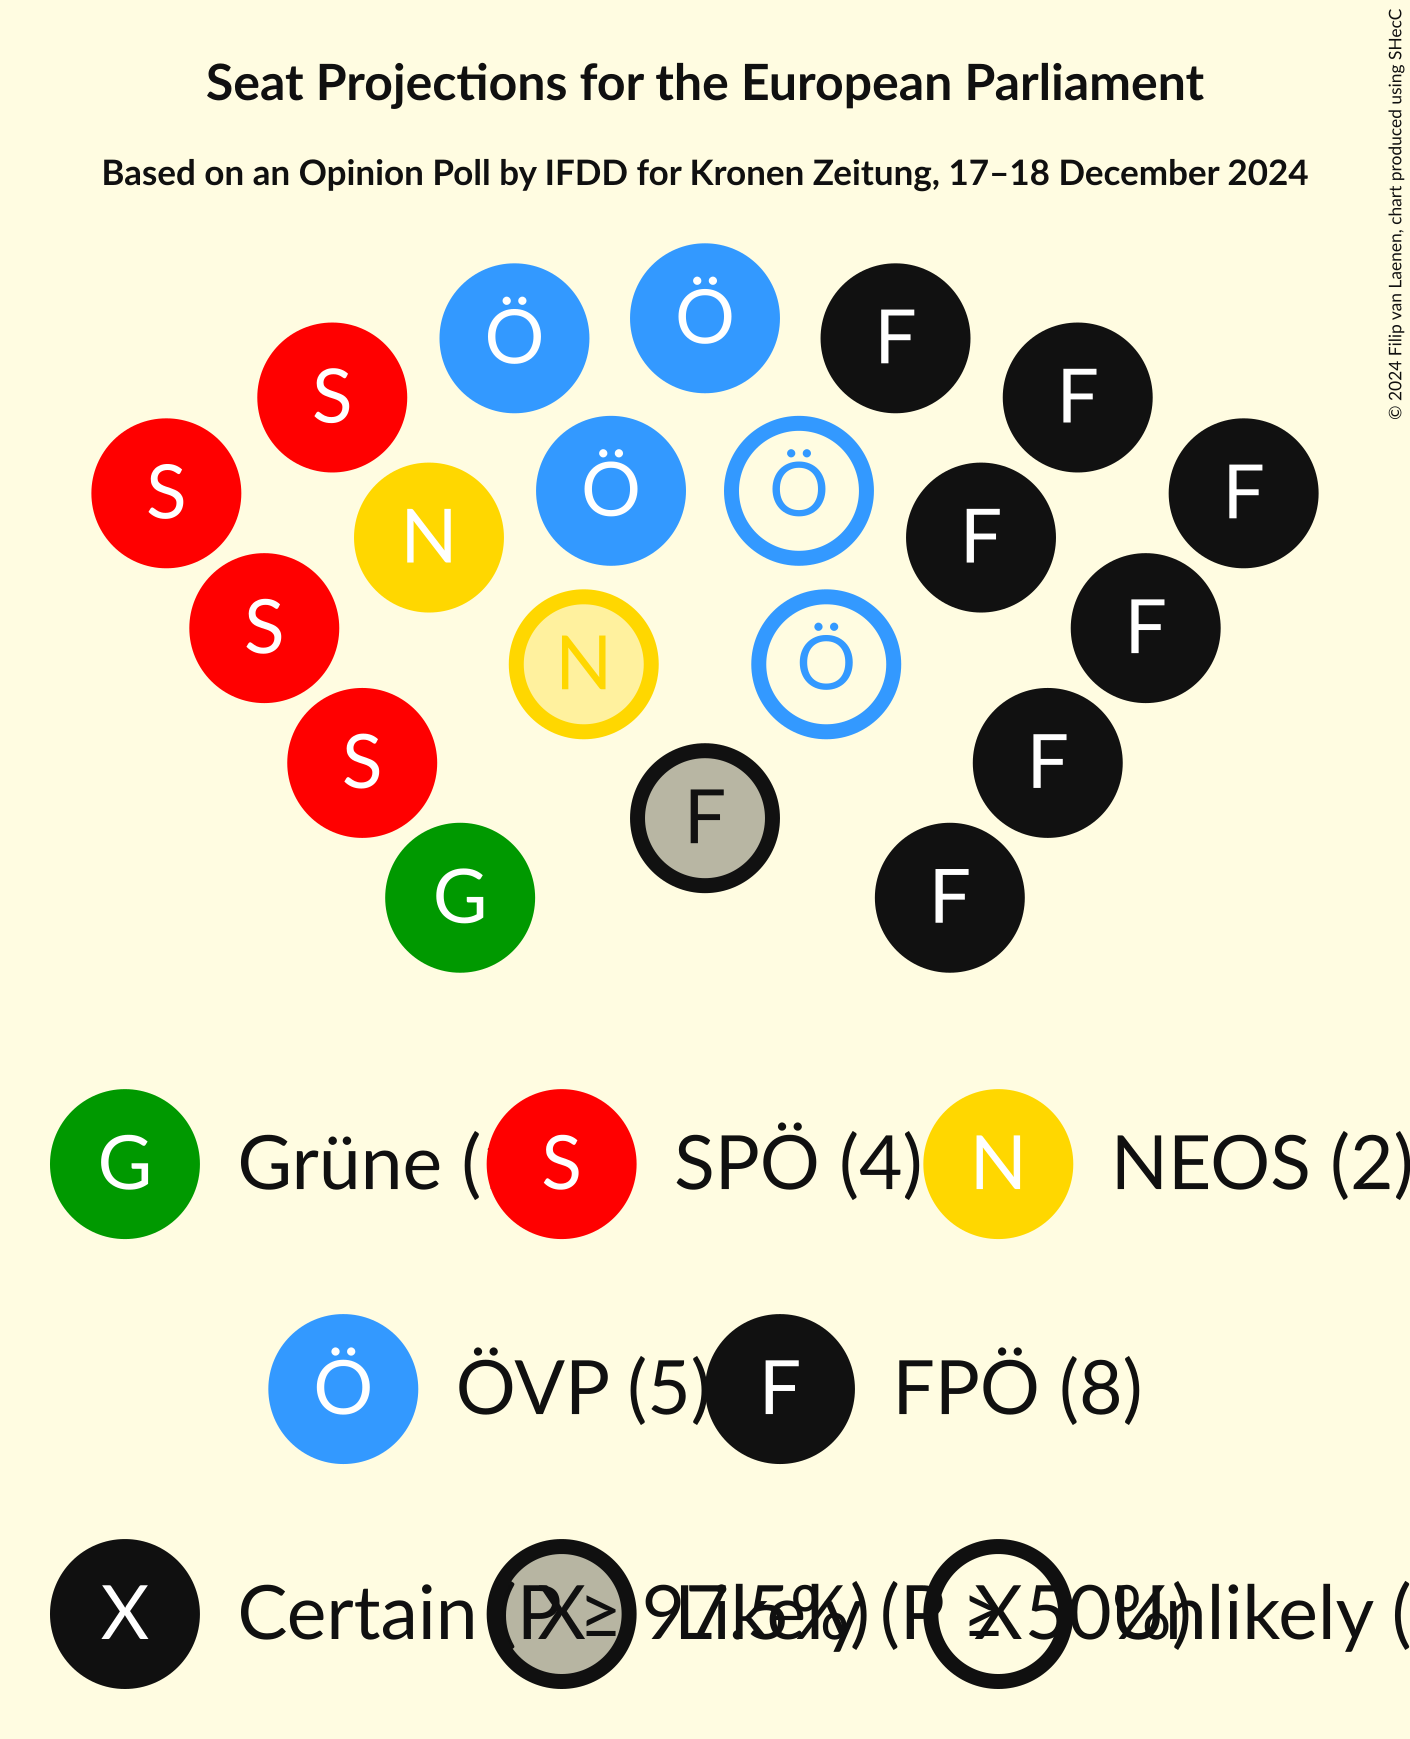 Seat Projections for the European Parliament
Based on an Opinion Poll by IFDD for Kronen Zeitung, 17–18 December 2024
© 2024 Filip van Laenen, chart produced using SHecC
Ö
Ö F
S F
S Ö Ö F
N F
S F
N Ö
S F
F
G F
G Grüne ( S SPÖ (4) N NEOS (2)
Ö ÖVP (5) F FPÖ (8)
X Certain (P ≥ 97.5%) X Likely (P ≥ 50%) X Unlikely (